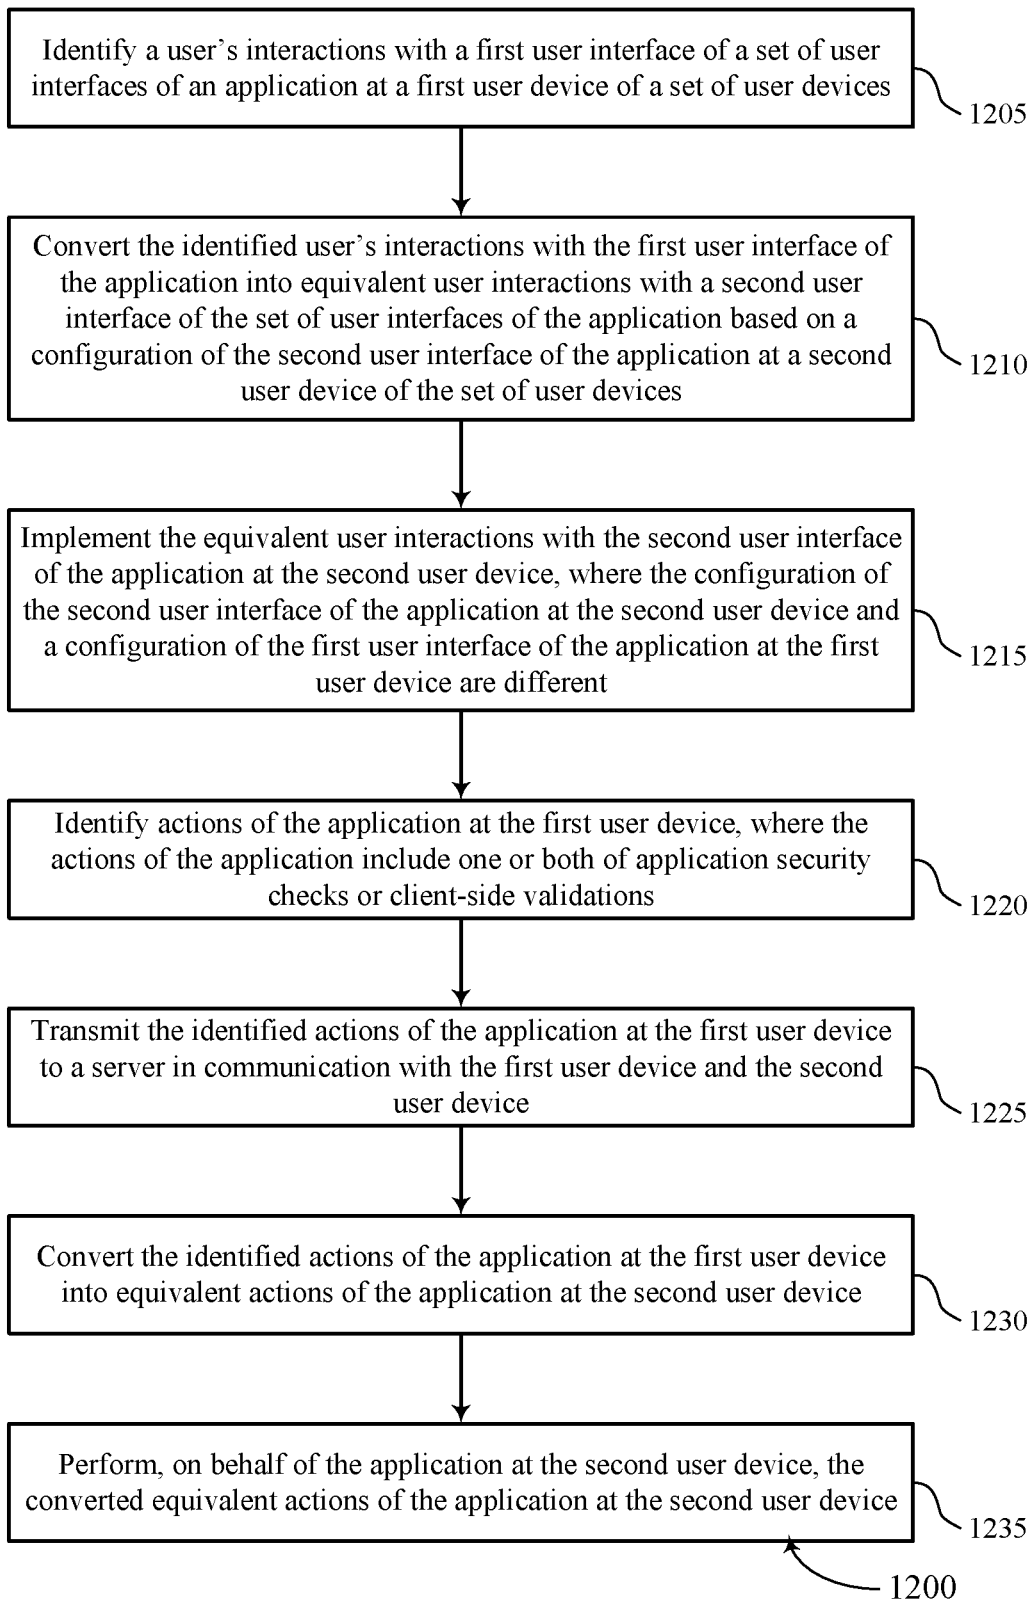 Identify a user’s interactions with a first user interface of a set of user
interfaces of an application at a first user device of a set of user devices
1205
Convert the identified user’s interactions with the first user interface of
the application into equivalent user interactions with a second user
interface of the set of user interfaces of the application based on a
configuration of the second user interface of the application at a second
user device of the set of user devices
1210
Implement the equivalent user interactions with the second user interface
of the application at the second user device, where the configuration of
the second user interface of the application at the second user device and
a configuration of the first user interface of the application at the first
user device are different
1215
Identify actions of the application at the first user device, where the
actions of the application include one or both of application security
checks or client-side validations
1220
Transmit the identified actions of the application at the first user device
to a server in communication with the first user device and the second
user device
1225
Convert the identified actions of the application at the first user device
into equivalent actions of the application at the second user device
1230
Perform, on behalf of the application at the second user device, the
converted equivalent actions of the application at the second user device
1235
1200